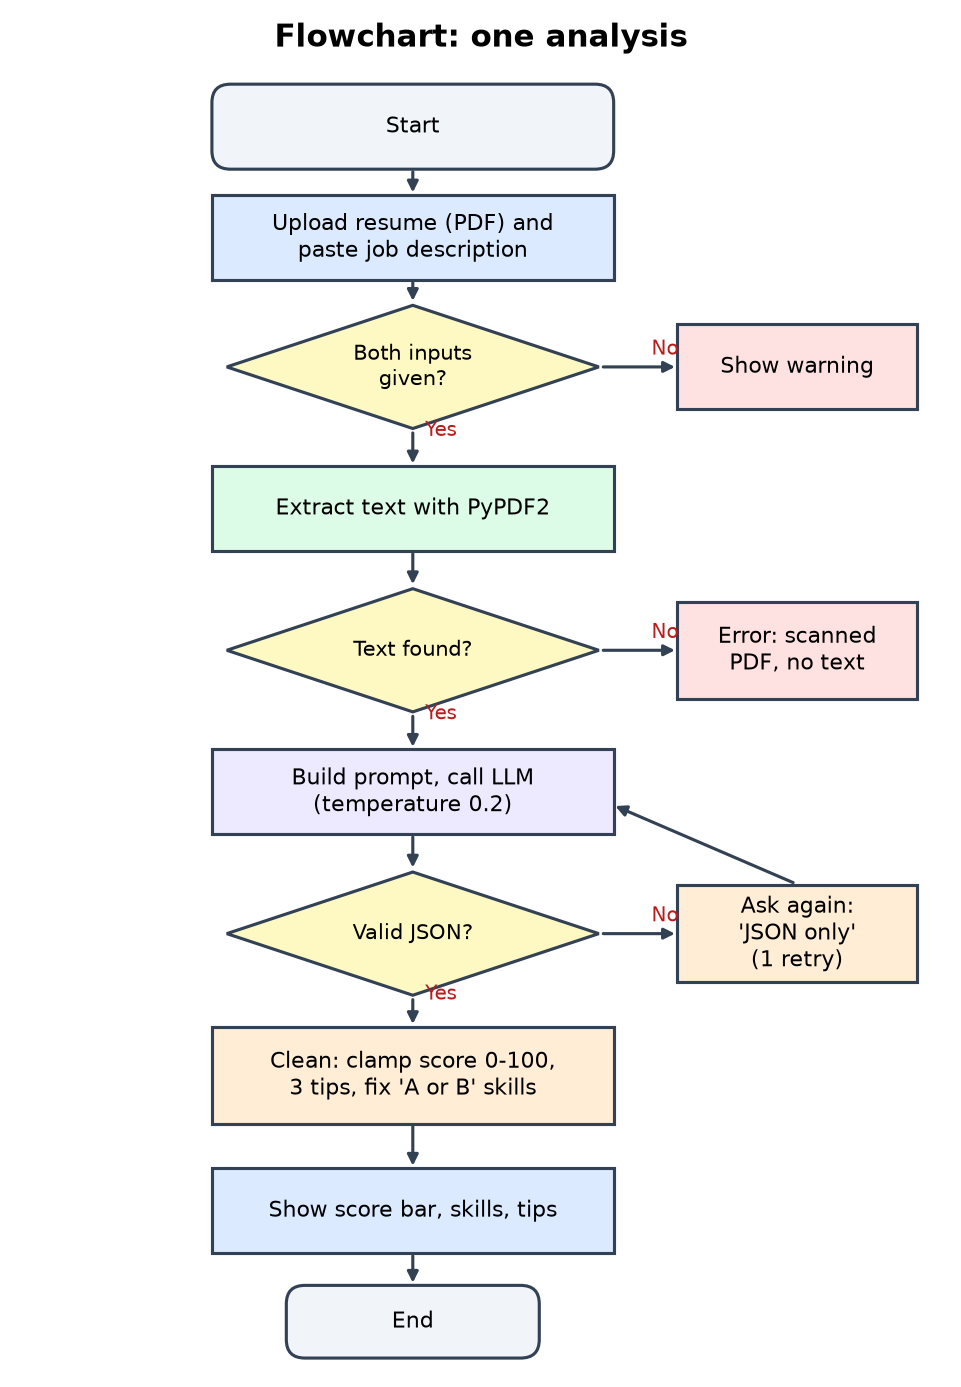 Flowchart: one analysis
Start
Upload resume (PDF) and
paste job description
Both inputs
given?
No
Show warning
Yes
Extract text with PyPDF2
Text found?
No
Error: scanned
PDF, no text
Yes
Build prompt, call LLM
(temperature 0.2)
Valid JSON?
No
Ask again:
'JSON only'
(1 retry)
Yes
Clean: clamp score 0-100,
3 tips, fix 'A or B' skills
Show score bar, skills, tips
End